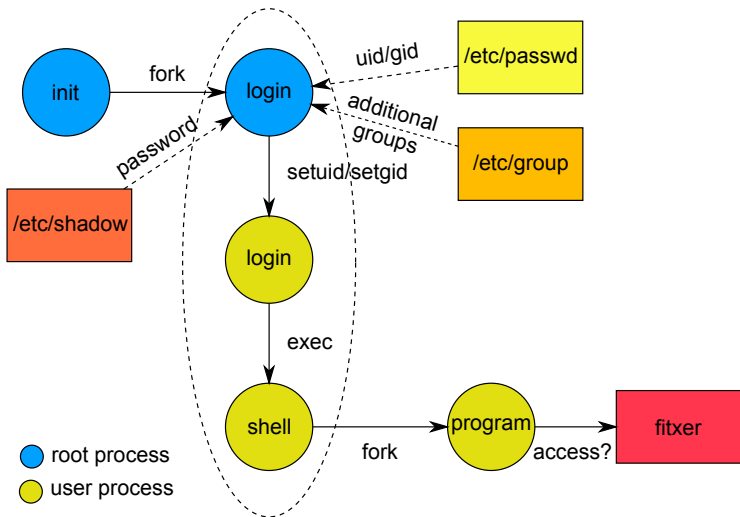 init
fork
login
uid/gid
/etc/passwd
additional
groups
/etc/group
password
/etc/shadow
setuid/setgid
login
exec
shell
fork
program
access?
fitxer
root process
user process